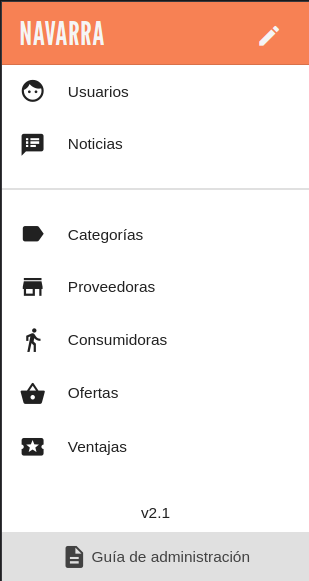 NAVARRA
Usuarios
Noticias
Categorías
Proveedoras
Consumidoras
Ofertas
Ventajas
v2.1
Guía de administración